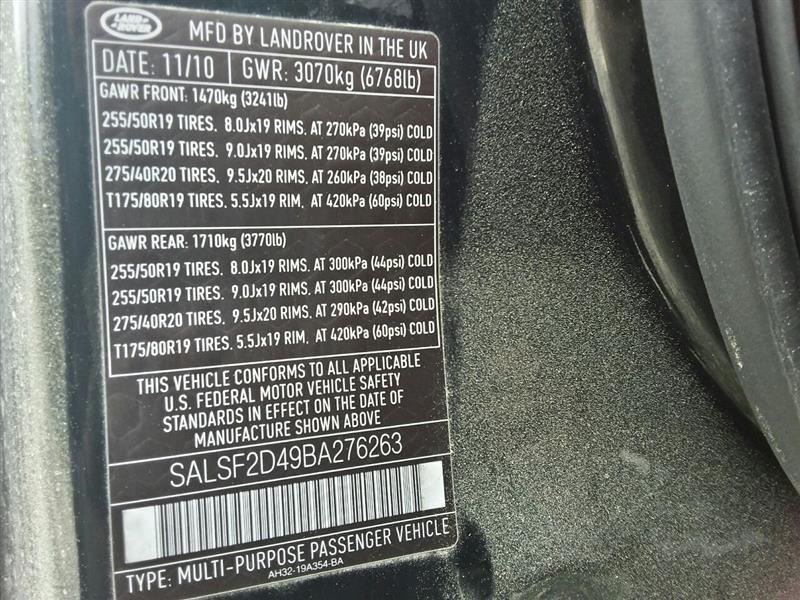 LAND ROVER
MFD BY LANDROVER IN THE UK
DATE: 11/10 GWR: 3070kg (6768lb)
GAWR FRONT: 1470kg (3241lb)
255/50R19 TIRES. 8.0Jx19 RIMS. AT 270kPa (39psi) COLD
255/50R19 TIRES. 9.0Jx19 RIMS. AT 270kPa (39psi) COLD
275/40R20 TIRES. 9.5Jx20 RIMS. AT 260kPa (38psi) COLD
T175/80R19 TIRES. 5.5Jx19 RIM. AT 420kPa (60psi) COLD
GAWR REAR: 1710kg (3770lb)
255/50R19 TIRES. 8.0Jx19 RIMS. AT 300kPa (44psi) COLD
255/50R19 TIRES. 9.0Jx19 RIMS. AT 300kPa (44psi) COLD
275/40R20 TIRES. 9.5Jx20 RIMS. AT 290kPa (42psi) COLD
T175/80R19 TIRES. 5.5Jx19 RIM. AT 420kPa (60psi) COLD
THIS VEHICLE CONFORMS TO ALL APPLICABLE
U.S. FEDERAL MOTOR VEHICLE SAFETY
STANDARDS IN EFFECT ON THE DATE OF
MANUFACTURE SHOWN ABOVE
SALSF2D49BA276263
TYPE: MULTI-PURPOSE PASSENGER VEHICLE
AH32-19A354-BA